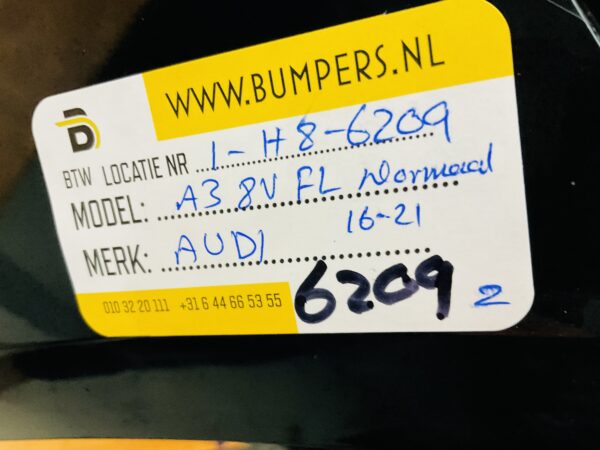 WWW.BUMPERS.NL
BTW LOCATIE NR 1-H8-6209
MODEL: A3 8V FL Normaal
16-21
MERK: AUDI
010 32 20 111 +31 6 44 66 53 55
6209 2